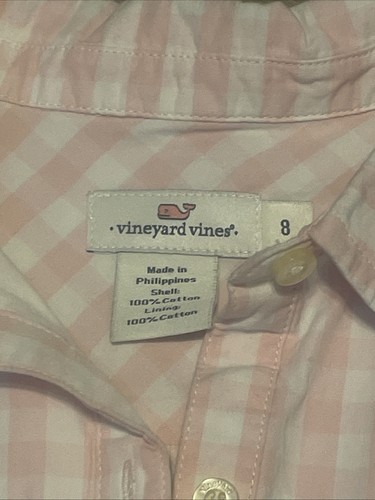 · vineyard vines® ·
8
Made in
Philippines
Shell:
100% Cotton
Lining:
100% Cotton